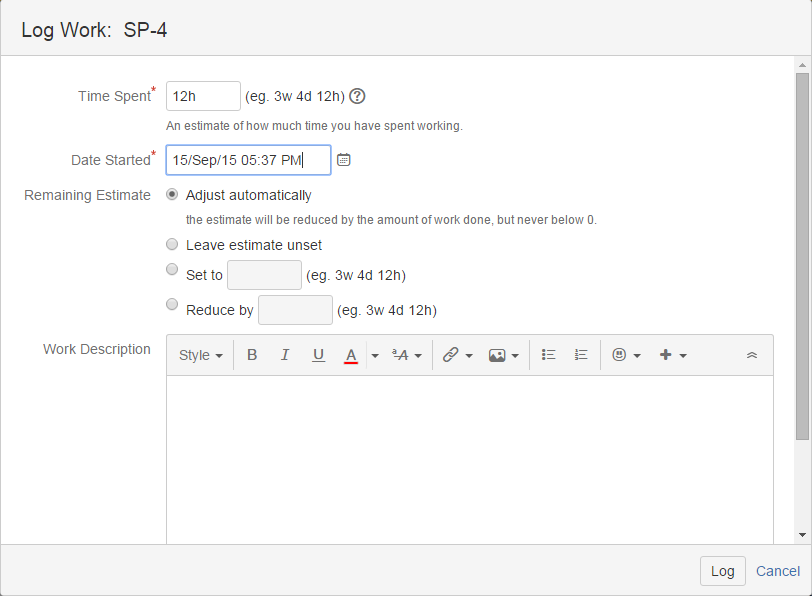 Log Work: SP-4
Time Spent* 12h (eg. 3w 4d 12h) ?
An estimate of how much time you have spent working.
Date Started* 15/Sep/15 05:37 PM
Remaining Estimate Adjust automatically
the estimate will be reduced by the amount of work done, but never below 0.
Leave estimate unset
Set to (eg. 3w 4d 12h)
Reduce by (eg. 3w 4d 12h)
Work Description Style B I U A ªA
Log Cancel